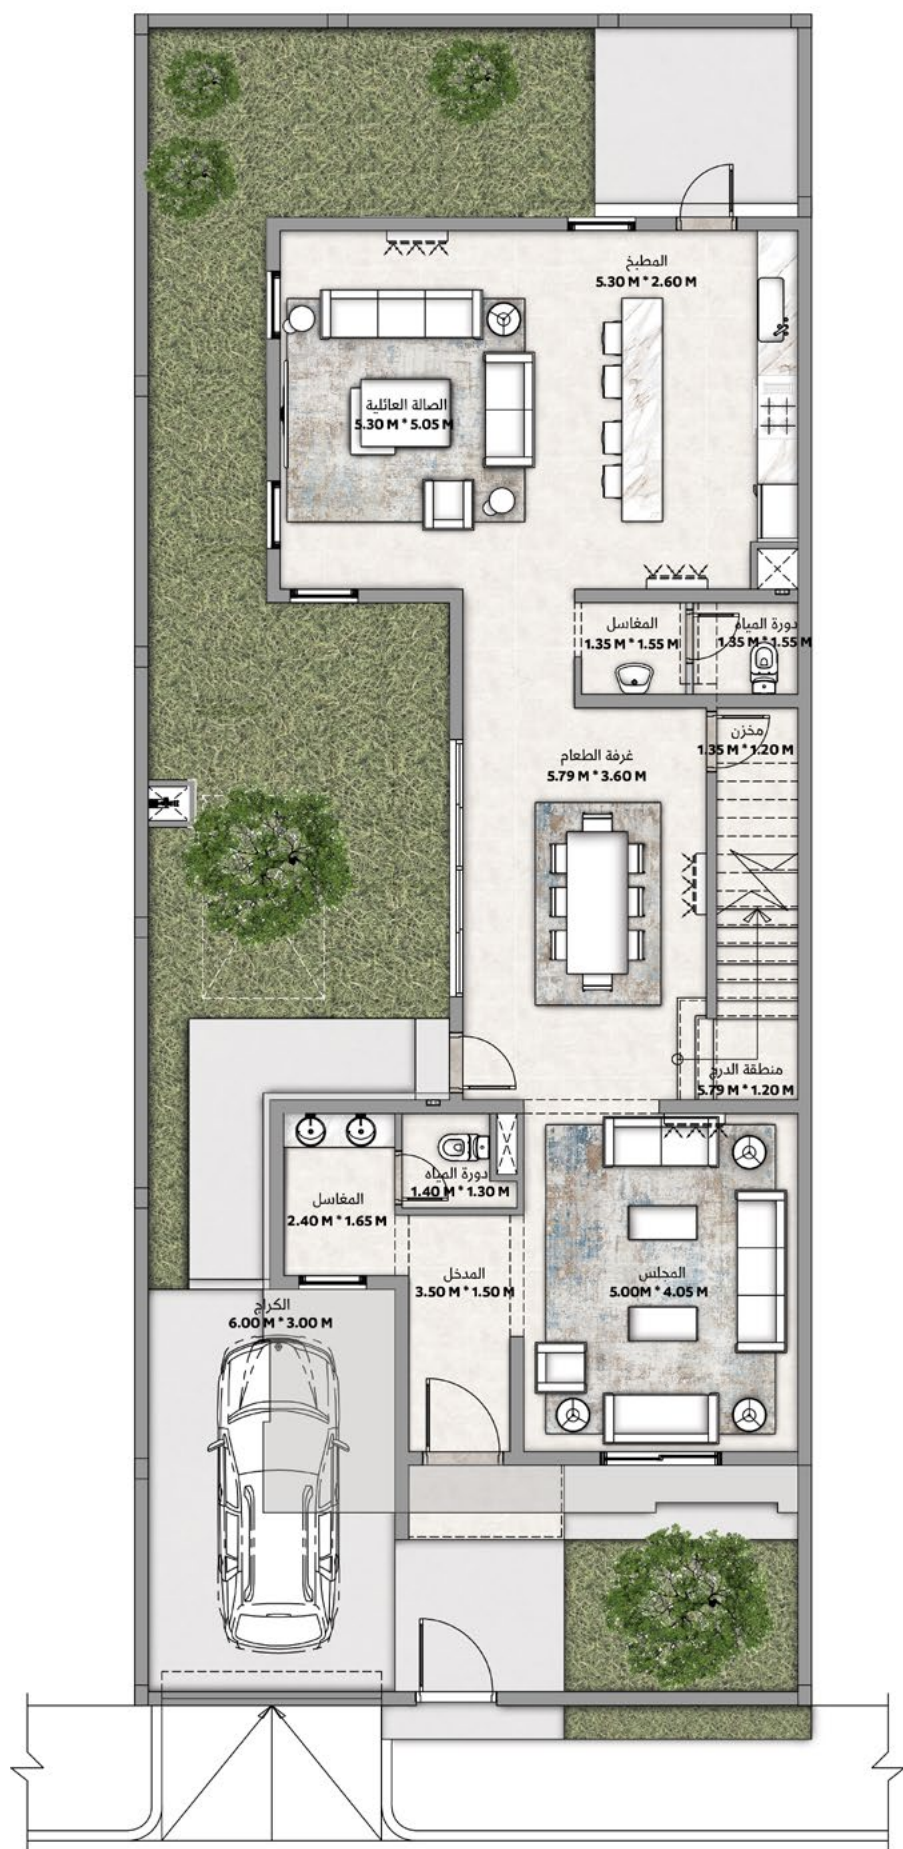 المطبخ
5.30 M * 2.60 M
الصالة العائلية
5.30 M * 5.05 M
المغاسل
1.35 M * 1.55 M
دورة المياه
1.35 M * 1.55 M
مخزن
1.35 M * 1.20 M
غرفة الطعام
5.79 M * 3.60 M
منطقة الدرج
5.79 M * 1.20 M
دورة المياه
1.40 M * 1.30 M
المغاسل
2.40 M * 1.65 M
المدخل
3.50 M * 1.50 M
المجلس
5.00M * 4.05 M
الكراج
6.00 M * 3.00 M